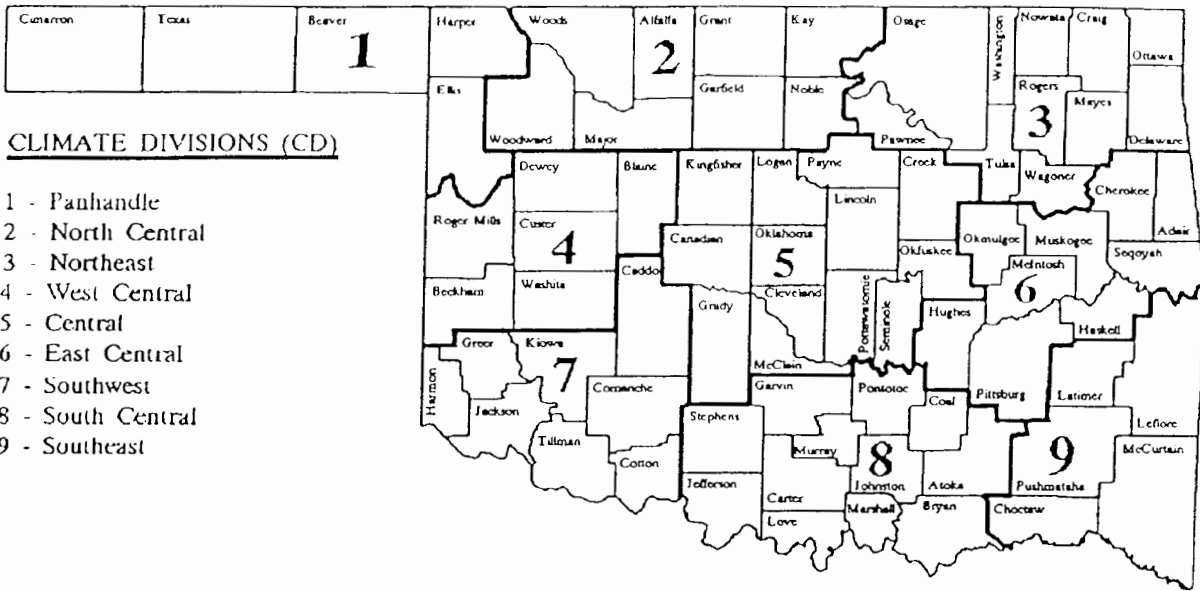 Cimarron Texas Beaver Harper Woods Alfalfa Grant Kay Osage Washington Nowata Craig Ottawa
1 2 3
Ellis Woodward Major Garfield Noble Pawnee Rogers Mayes Delaware
CLIMATE DIVISIONS (CD)
1 - Panhandle
2 - North Central
3 - Northeast
4 - West Central
5 - Central
6 - East Central
7 - Southwest
8 - South Central
9 - Southeast
Dewey Blaine Kingfisher Logan Payne Creek Tulsa Wagoner Cherokee
Roger Mills Custer Canadian Oklahoma Lincoln Okfuskee Okmulgee Muskogee Adair
4 5 6
Beckham Washita Caddo Grady Cleveland Pottawatomie Seminole Hughes McIntosh Sequoyah
Haskell
Greer Kiowa McClain
7
Harmon Jackson Comanche Garvin Pontotoc Coal Pittsburg Latimer
Tillman Cotton Stephens Murray Leflore
8 9
McCurtain
Jefferson Carter Johnston Atoka Pushmataha
Love Marshall Bryan Choctaw